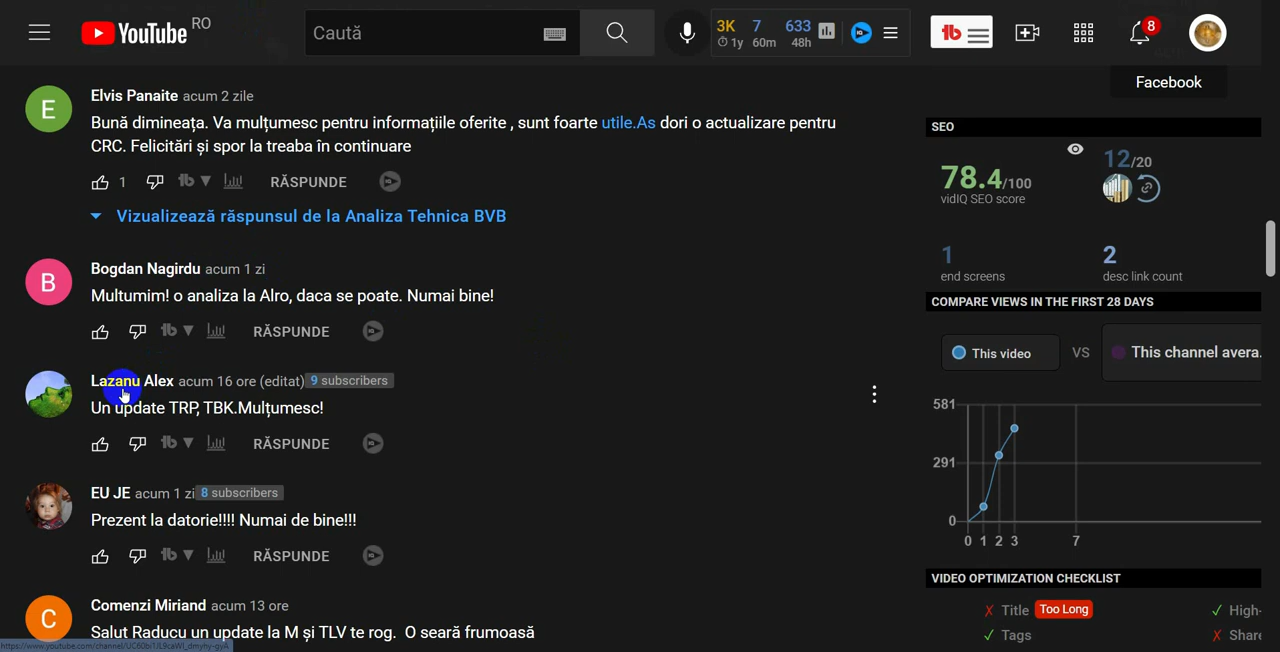 YouTube RO
Caută
3K 7 633
1y 60m 48h
IQ
tb
8
Facebook
E
Elvis Panaite acum 2 zile
Bună dimineața. Va mulțumesc pentru informațiile oferite , sunt foarte utile.As dori o actualizare pentru
CRC. Felicitări și spor la treaba în continuare
1 tb RĂSPUNDE
Vizualizează răspunsul de la Analiza Tehnica BVB
B
Bogdan Nagirdu acum 1 zi
Multumim! o analiza la Alro, daca se poate. Numai bine!
tb RĂSPUNDE
Lazanu Alex acum 16 ore (editat) 9 subscribers
Un update TRP, TBK.Mulțumesc!
tb RĂSPUNDE
EU JE acum 1 zi 8 subscribers
Prezent la datorie!!!! Numai de bine!!!
tb RĂSPUNDE
C
Comenzi Miriand acum 13 ore
Salut Raducu un update la M și TLV te rog. O seară frumoasă
SEO
78.4/100
vidIQ SEO score
12/20
1
end screens
2
desc link count
COMPARE VIEWS IN THE FIRST 28 DAYS
This video VS This channel avera.
581
291
0
0 1 2 3 7
VIDEO OPTIMIZATION CHECKLIST
Title Too Long
High-
Tags
Share